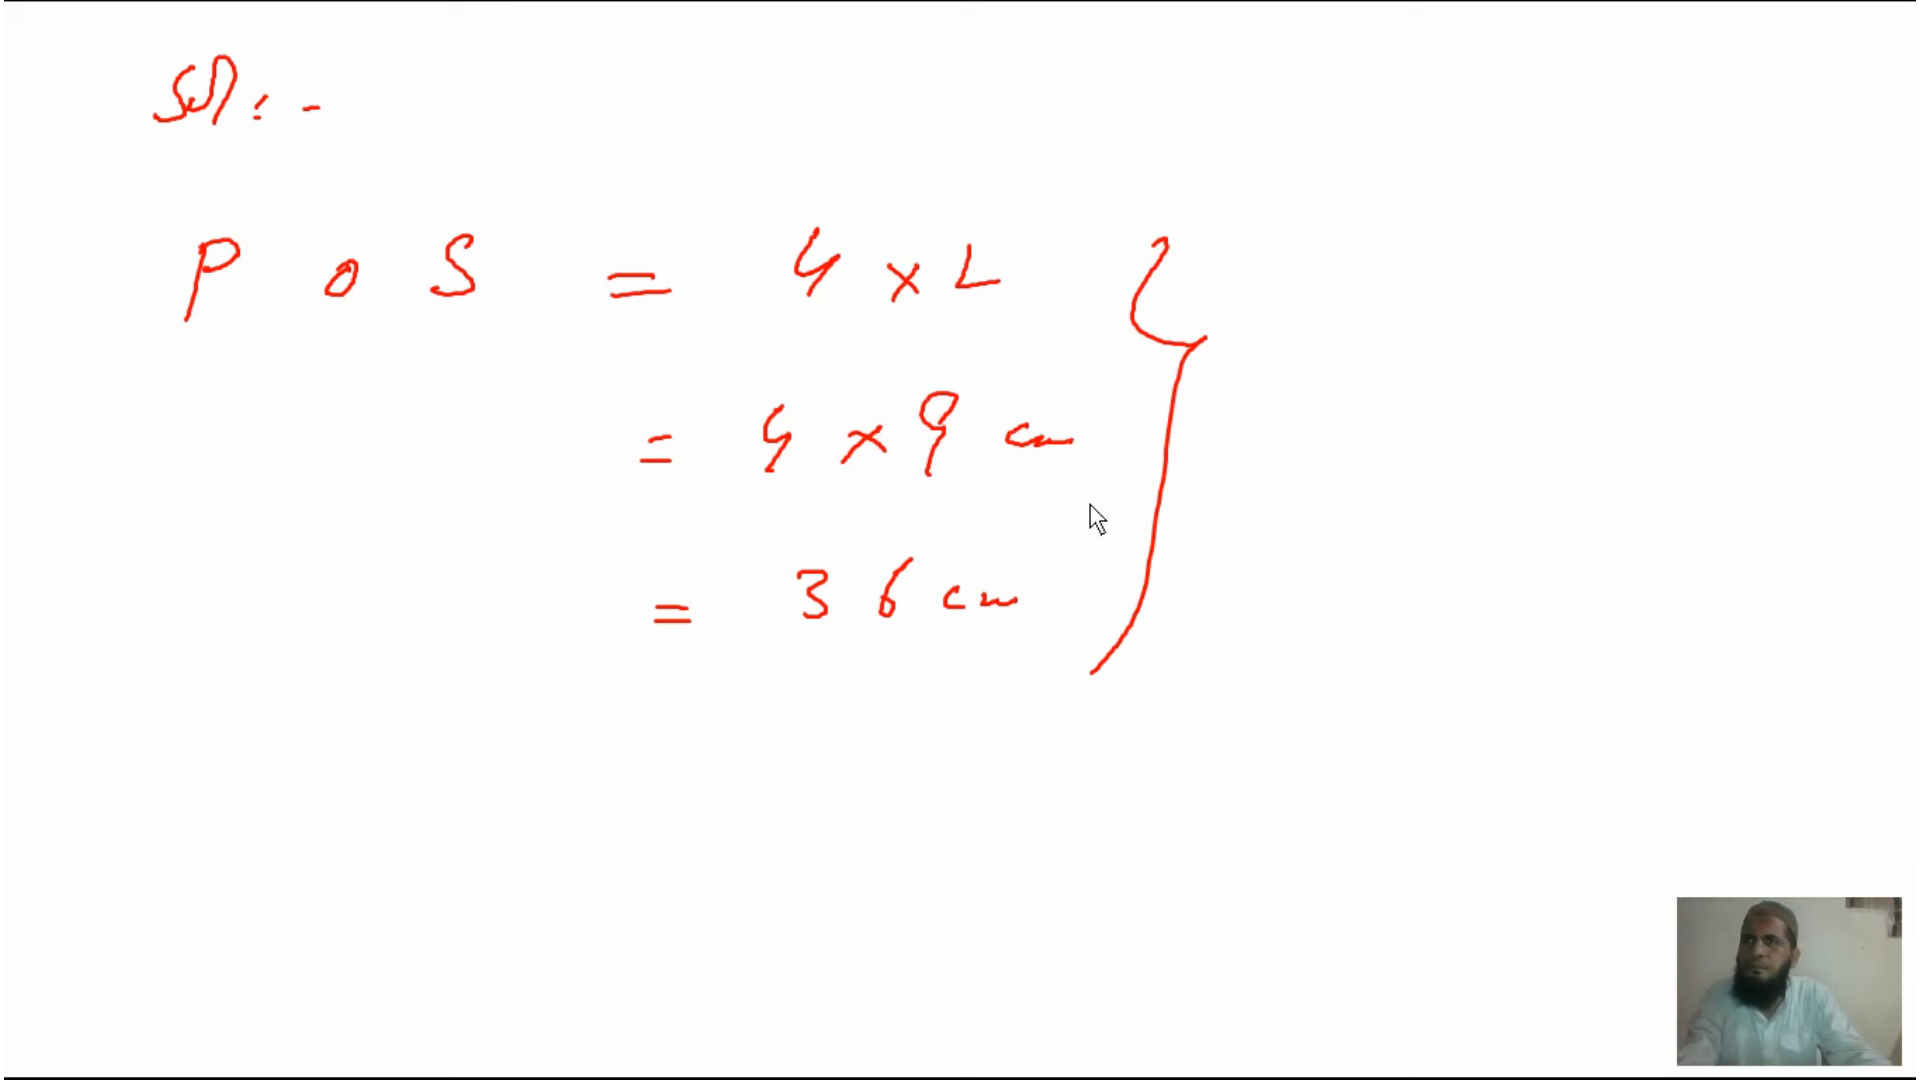 Sol: -
P o S = 4 × L
= 4 × 9 cm
= 36 cm